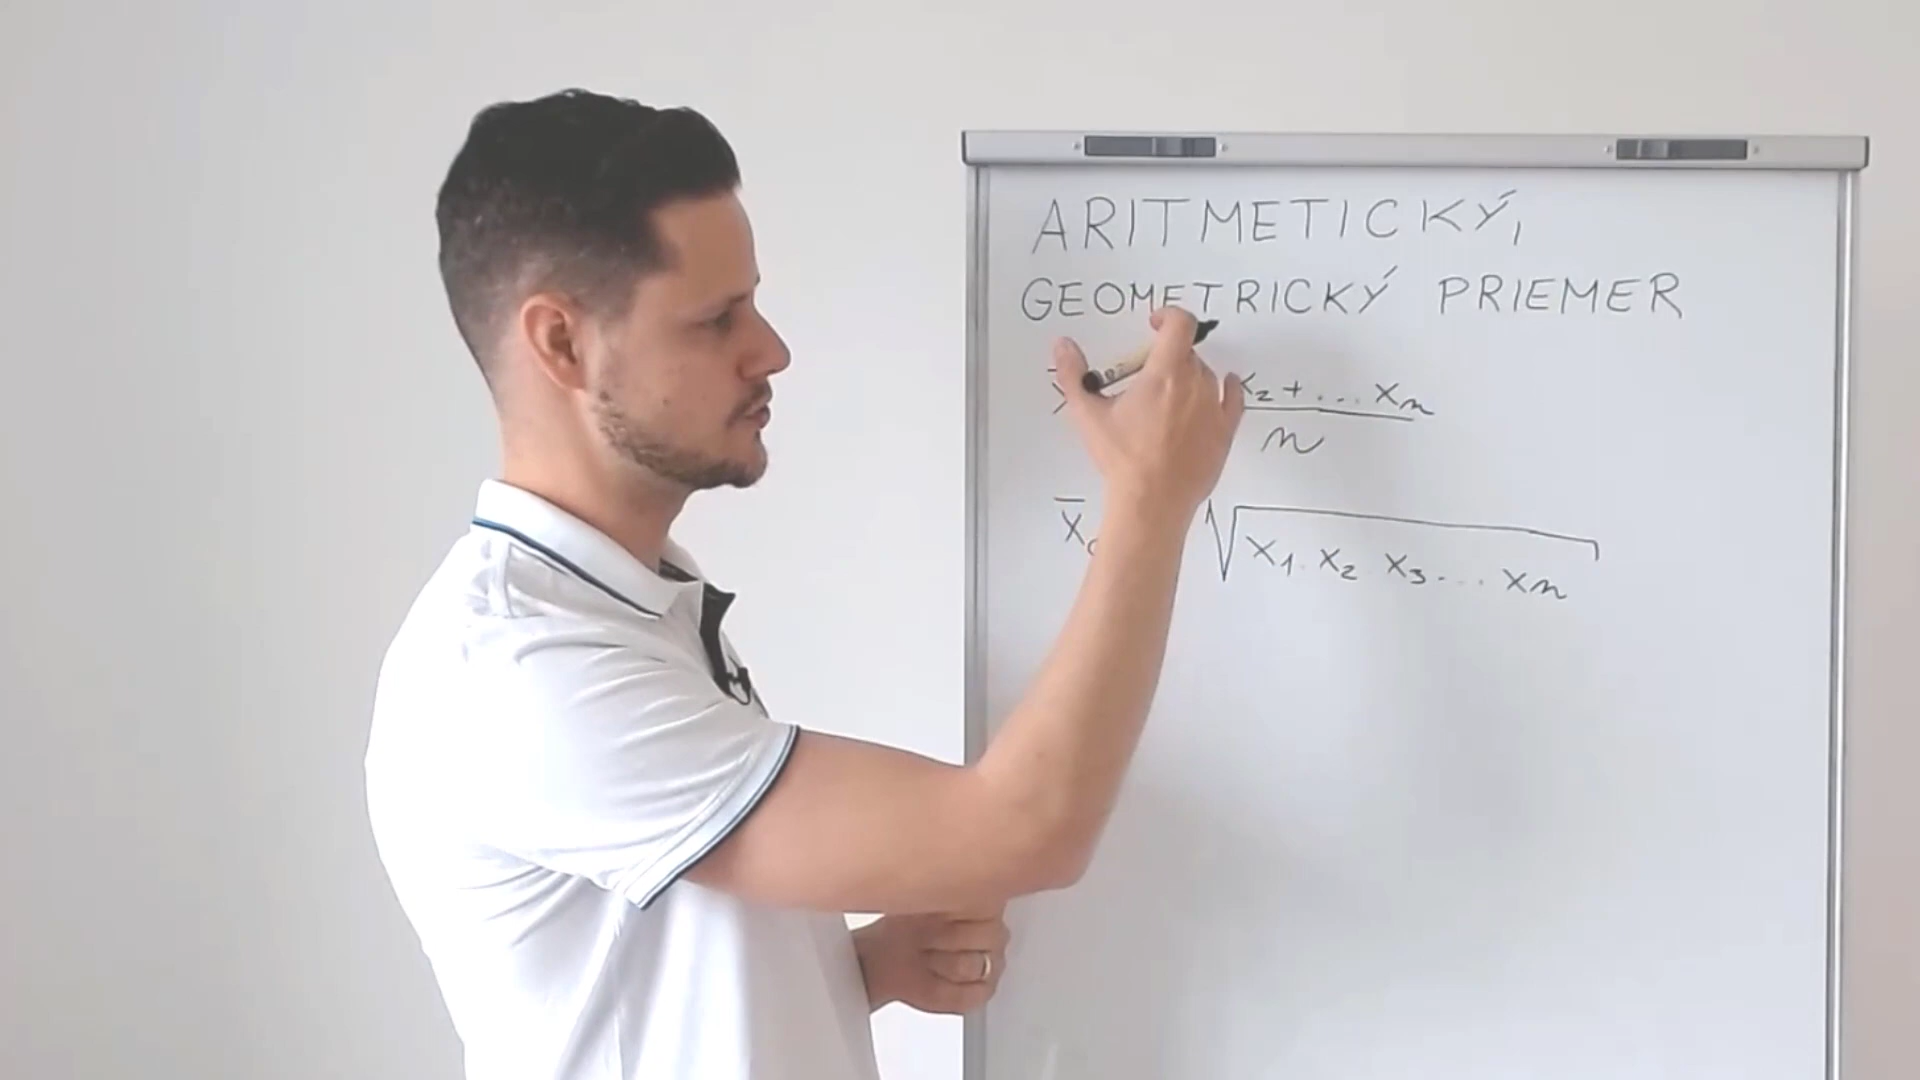 ARITMETICKÝ,
GEOMETRICKÝ PRIEMER
x₂ + ... xₙ
n
x̄ √x₁ . x₂ . x₃ . ... xₙ